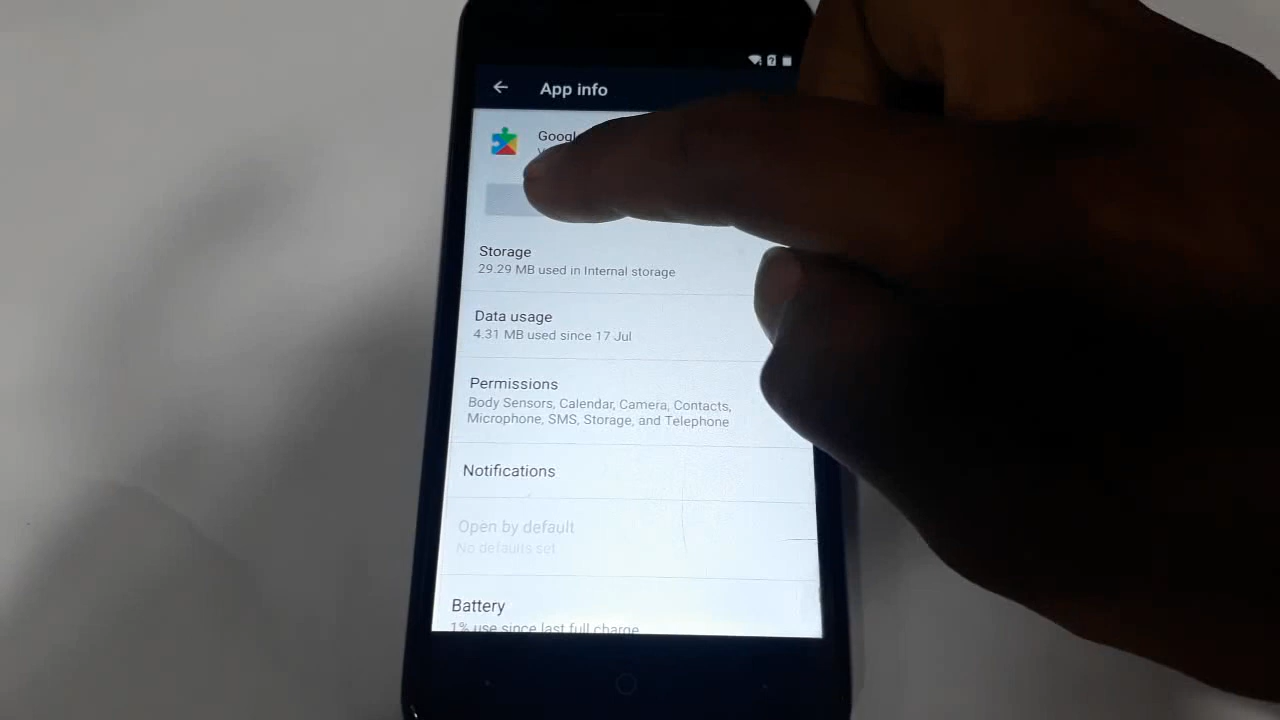 App info
Googl
Storage
29.29 MB used in Internal storage
Data usage
4.31 MB used since 17 Jul
Permissions
Body Sensors, Calendar, Camera, Contacts,
Microphone, SMS, Storage, and Telephone
Notifications
Open by default
No defaults set
Battery
1% use since last full charge